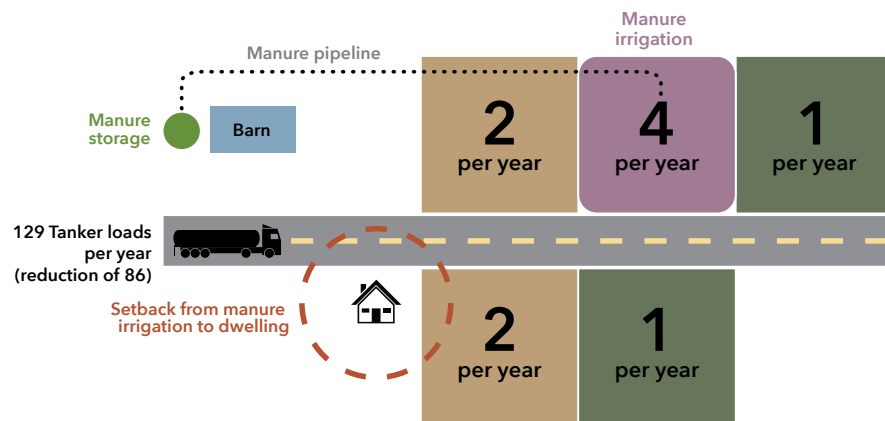 Manure
irrigation
Manure pipeline
Manure
storage
Barn
2
per year
4
per year
1
per year
129 Tanker loads
per year
(reduction of 86)
Setback from manure
irrigation to dwelling
2
per year
1
per year